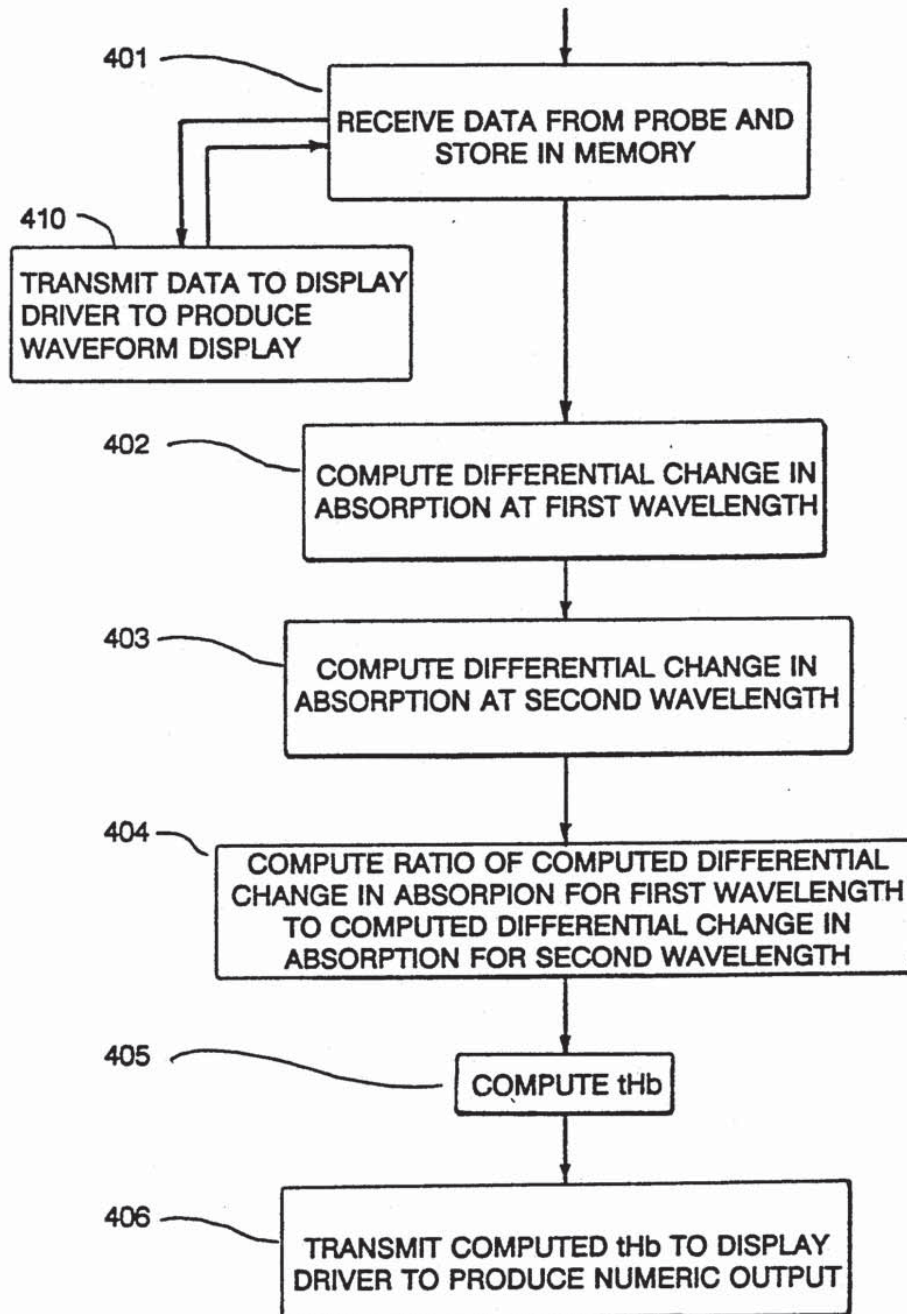 401
RECEIVE DATA FROM PROBE AND
STORE IN MEMORY
410
TRANSMIT DATA TO DISPLAY
DRIVER TO PRODUCE
WAVEFORM DISPLAY
402
COMPUTE DIFFERENTIAL CHANGE IN
ABSORPTION AT FIRST WAVELENGTH
403
COMPUTE DIFFERENTIAL CHANGE IN
ABSORPTION AT SECOND WAVELENGTH
404
COMPUTE RATIO OF COMPUTED DIFFERENTIAL
CHANGE IN ABSORPION FOR FIRST WAVELENGTH
TO COMPUTED DIFFERENTIAL CHANGE IN
ABSORPTION FOR SECOND WAVELENGTH
405
COMPUTE tHb
406
TRANSMIT COMPUTED tHb TO DISPLAY
DRIVER TO PRODUCE NUMERIC OUTPUT